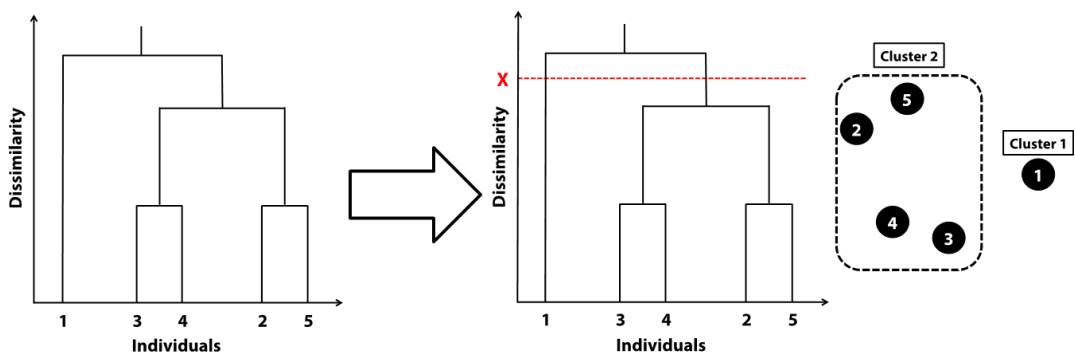 Dissimilarity
1 3 4 2 5
Individuals
X
Dissimilarity
1 3 4 2 5
Individuals
Cluster 2
5
2
4
3
Cluster 1
1